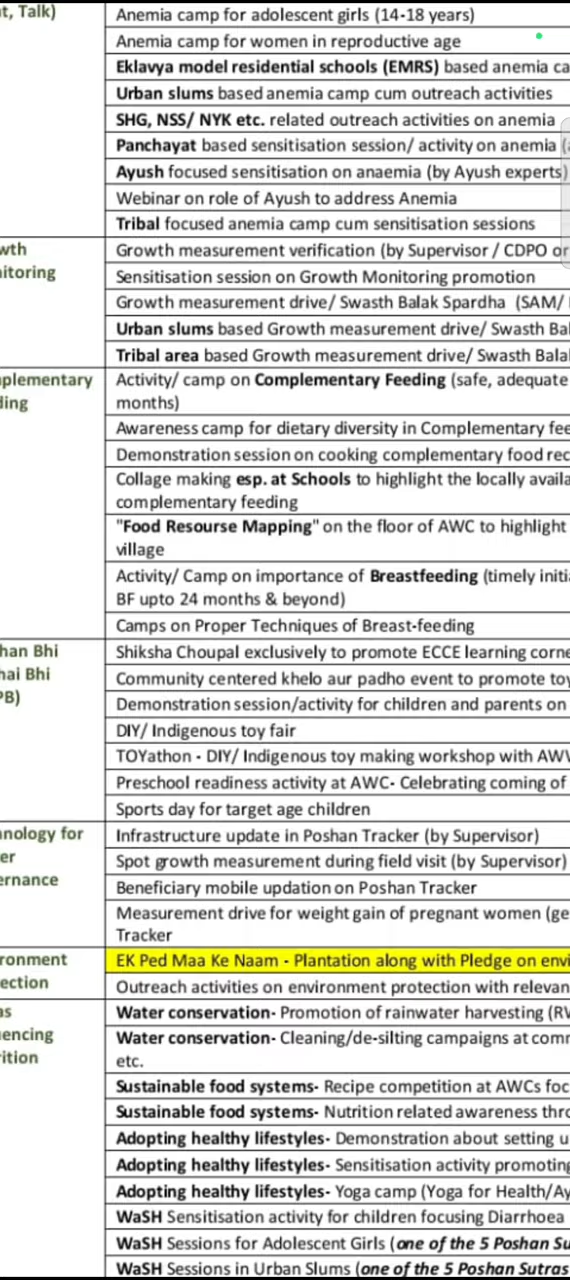 t, Talk)
Anemia camp for adolescent girls (14-18 years)
Anemia camp for women in reproductive age
Eklavya model residential schools (EMRS) based anemia ca
Urban slums based anemia camp cum outreach activities
SHG, NSS/ NYK etc. related outreach activities on anemia
Panchayat based sensitisation session/ activity on anemia (
Ayush focused sensitisation on anaemia (by Ayush experts)
Webinar on role of Ayush to address Anemia
Tribal focused anemia camp cum sensitisation sessions
wth
Growth measurement verification (by Supervisor / CDPO or
nitoring
Sensitisation session on Growth Monitoring promotion
Growth measurement drive/ Swasth Balak Spardha (SAM/
Urban slums based Growth measurement drive/ Swasth Bal
Tribal area based Growth measurement drive/ Swasth Bala
plementary
Activity/ camp on Complementary Feeding (safe, adequate
ding
months)
Awareness camp for dietary diversity in Complementary fee
Demonstration session on cooking complementary food rec
Collage making esp. at Schools to highlight the locally availa
complementary feeding
"Food Resourse Mapping" on the floor of AWC to highlight
village
Activity/ Camp on importance of Breastfeeding (timely initia
BF upto 24 months & beyond)
Camps on Proper Techniques of Breast-feeding
han Bhi
Shiksha Choupal exclusively to promote ECCE learning corne
hai Bhi
Community centered khelo aur padho event to promote toy
PB)
Demonstration session/activity for children and parents on
DIY/ Indigenous toy fair
TOYathon - DIY/ Indigenous toy making workshop with AWW
Preschool readiness activity at AWC- Celebrating coming of
Sports day for target age children
nology for
Infrastructure update in Poshan Tracker (by Supervisor)
er
Spot growth measurement during field visit (by Supervisor)
ernance
Beneficiary mobile updation on Poshan Tracker
Measurement drive for weight gain of pregnant women (ge
Tracker
ronment
EK Ped Maa Ke Naam - Plantation along with Pledge on envi
ection
Outreach activities on environment protection with relevan
as
Water conservation- Promotion of rainwater harvesting (RW
uencing
Water conservation- Cleaning/de-silting campaigns at comm
rition
etc.
Sustainable food systems- Recipe competition at AWCs foc
Sustainable food systems- Nutrition related awareness thro
Adopting healthy lifestyles- Demonstration about setting u
Adopting healthy lifestyles- Sensitisation activity promoting
Adopting healthy lifestyles- Yoga camp (Yoga for Health/Ay
WaSH Sensitisation activity for children focusing Diarrhoea
WaSH Sessions for Adolescent Girls (one of the 5 Poshan Su
WaSH Sessions in Urban Slums (one of the 5 Poshan Sutras